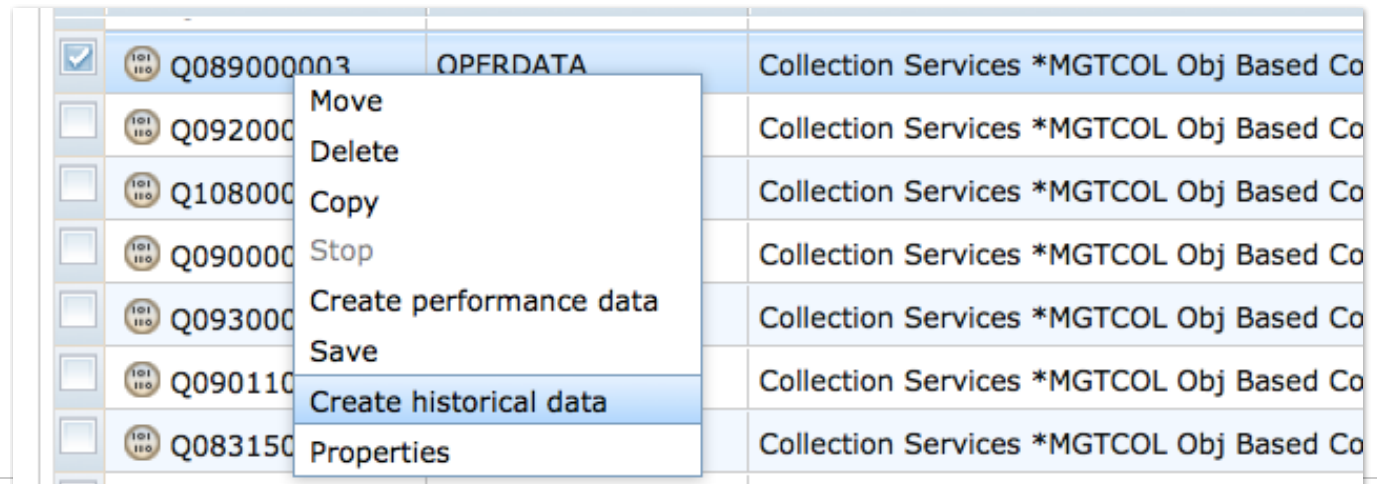 Q089000003 OPERDATA Collection Services *MGTCOL Obj Based Co
Move
Q092000 Collection Services *MGTCOL Obj Based Co
Delete
Q108000 Collection Services *MGTCOL Obj Based Co
Copy
Q090000 Collection Services *MGTCOL Obj Based Co
Stop
Q093000 Collection Services *MGTCOL Obj Based Co
Create performance data
Save
Q090110 Collection Services *MGTCOL Obj Based Co
Create historical data
Q083150 Collection Services *MGTCOL Obj Based Co
Properties